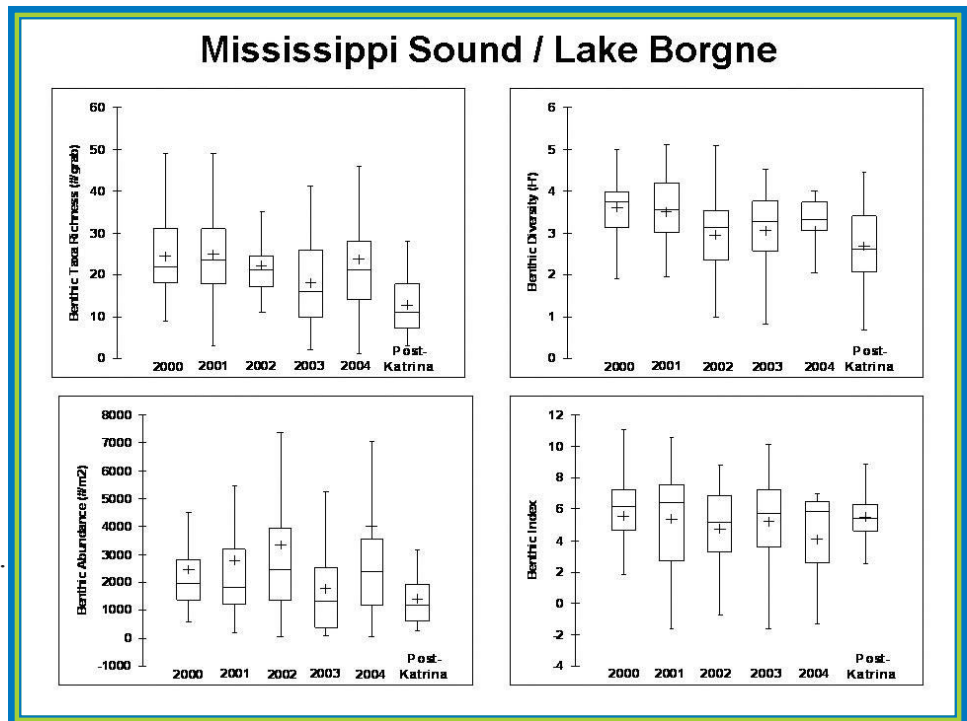 Mississippi Sound / Lake Borgne
Benthic Taxa Richness (#/grab)
60
50
40
30
20
10
0
2000 2001 2002 2003 2004 Post-
Katrina
Benthic Diversity (H')
6
5
4
3
2
1
0
2000 2001 2002 2003 2004 Post-
Katrina
Benthic Abundance (#/m2)
8000
7000
6000
5000
4000
3000
2000
1000
0
-1000
2000 2001 2002 2003 2004 Post-
Katrina
Benthic Index
12
10
8
6
4
2
0
-2
-4
2000 2001 2002 2003 2004 Post-
Katrina